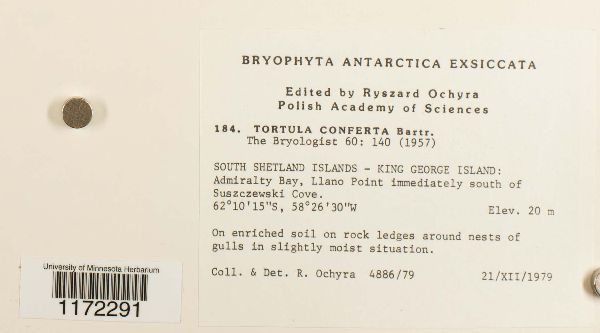 BRYOPHYTA ANTARCTICA EXSICCATA
Edited by Ryszard Ochyra
Polish Academy of Sciences
184. TORTULA CONFERTA Bartr.
The Bryologist 60: 140 (1957)
SOUTH SHETLAND ISLANDS - KING GEORGE ISLAND:
Admiralty Bay, Llano Point immediately south of
Suszczewski Cove.
62°10'15"S, 58°26'30"W Elev. 20 m
On enriched soil on rock ledges around nests of
gulls in slightly moist situation.
Coll. & Det. R. Ochyra 4886/79 21/XII/1979
University of Minnesota Herbarium
1172291